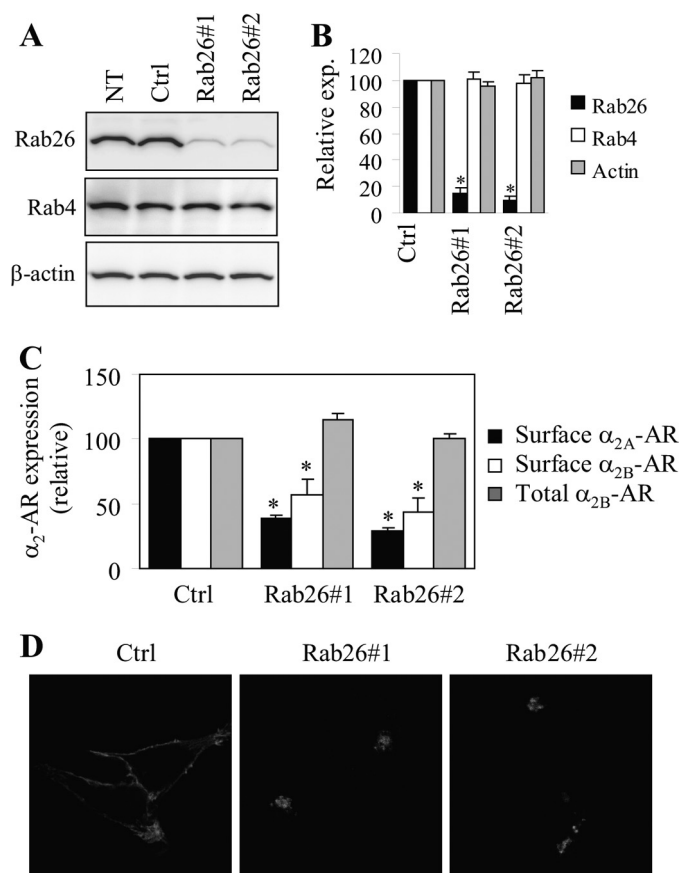 A
NT Ctrl Rab26#1 Rab26#2
Rab26
Rab4
β-actin
B
Relative exp.
120
100
80
60
40
20
0
* *
Ctrl Rab26#1 Rab26#2
Rab26
Rab4
Actin
C
α2-AR expression
(relative)
150
100
50
0
* * * *
Ctrl Rab26#1 Rab26#2
Surface α2A-AR
Surface α2B-AR
Total α2B-AR
D
Ctrl Rab26#1 Rab26#2